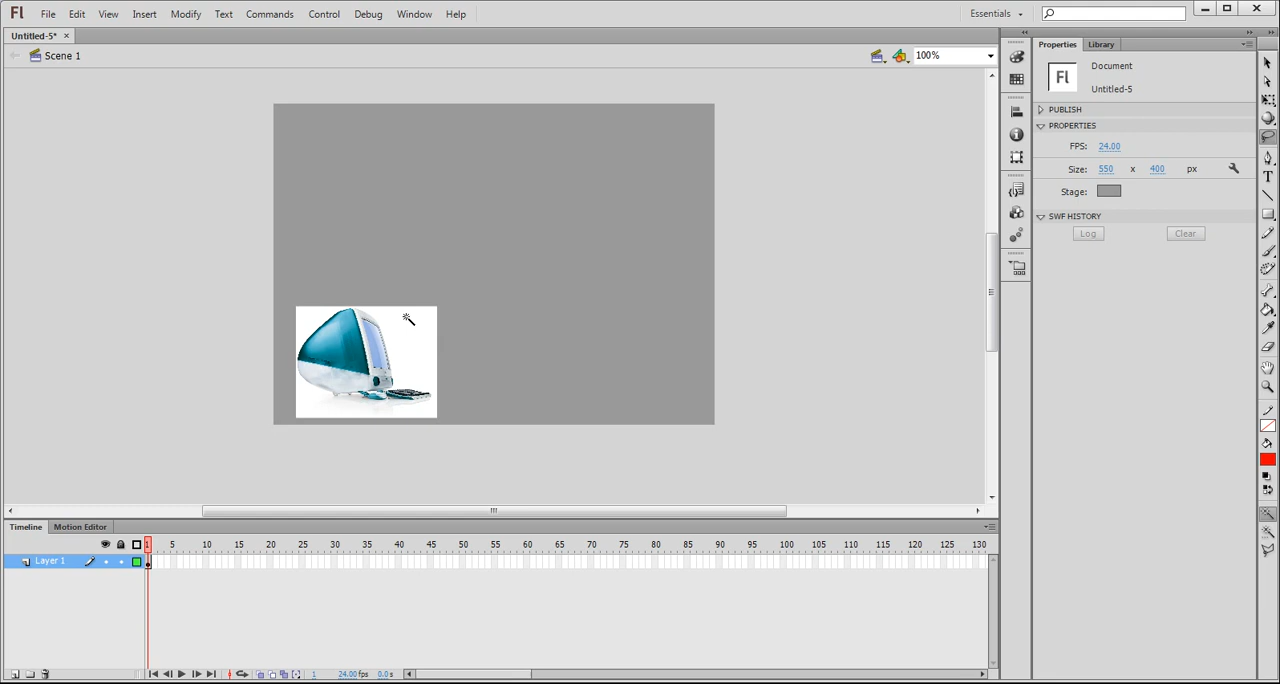 Fl File Edit View Insert Modify Text Commands Control Debug Window Help Essentials
Untitled-5* ×
Scene 1 100%
Properties Library
Fl Document
Untitled-5
PUBLISH
PROPERTIES
FPS: 24.00
Size: 550 x 400 px
Stage:
SWF HISTORY
Log Clear
Timeline Motion Editor
1 5 10 15 20 25 30 35 40 45 50 55 60 65 70 75 80 85 90 95 100 105 110 115 120 125 130
Layer 1
1 24.00fps 0.0s